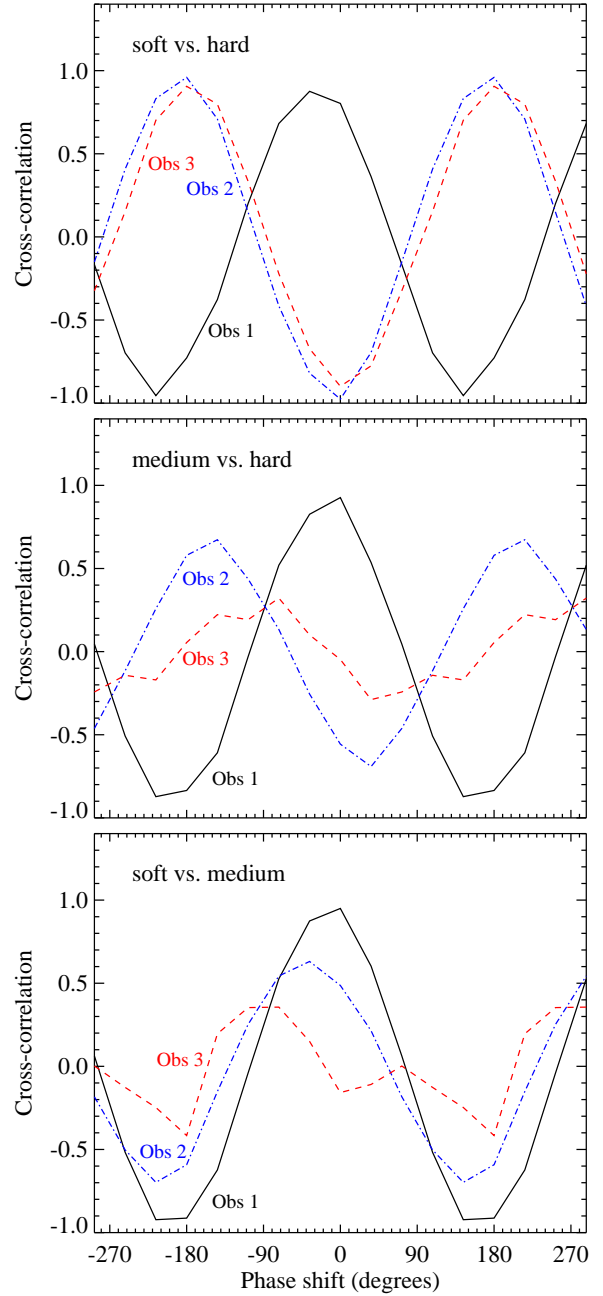 soft vs. hard
1.0
0.5
0.0
-0.5
-1.0
Cross-correlation
Obs 3
Obs 2
Obs 1
medium vs. hard
1.0
0.5
0.0
-0.5
-1.0
Cross-correlation
Obs 2
Obs 3
Obs 1
soft vs. medium
1.0
0.5
0.0
-0.5
-1.0
Cross-correlation
Obs 3
Obs 2
Obs 1
-270 -180 -90 0 90 180 270
Phase shift (degrees)